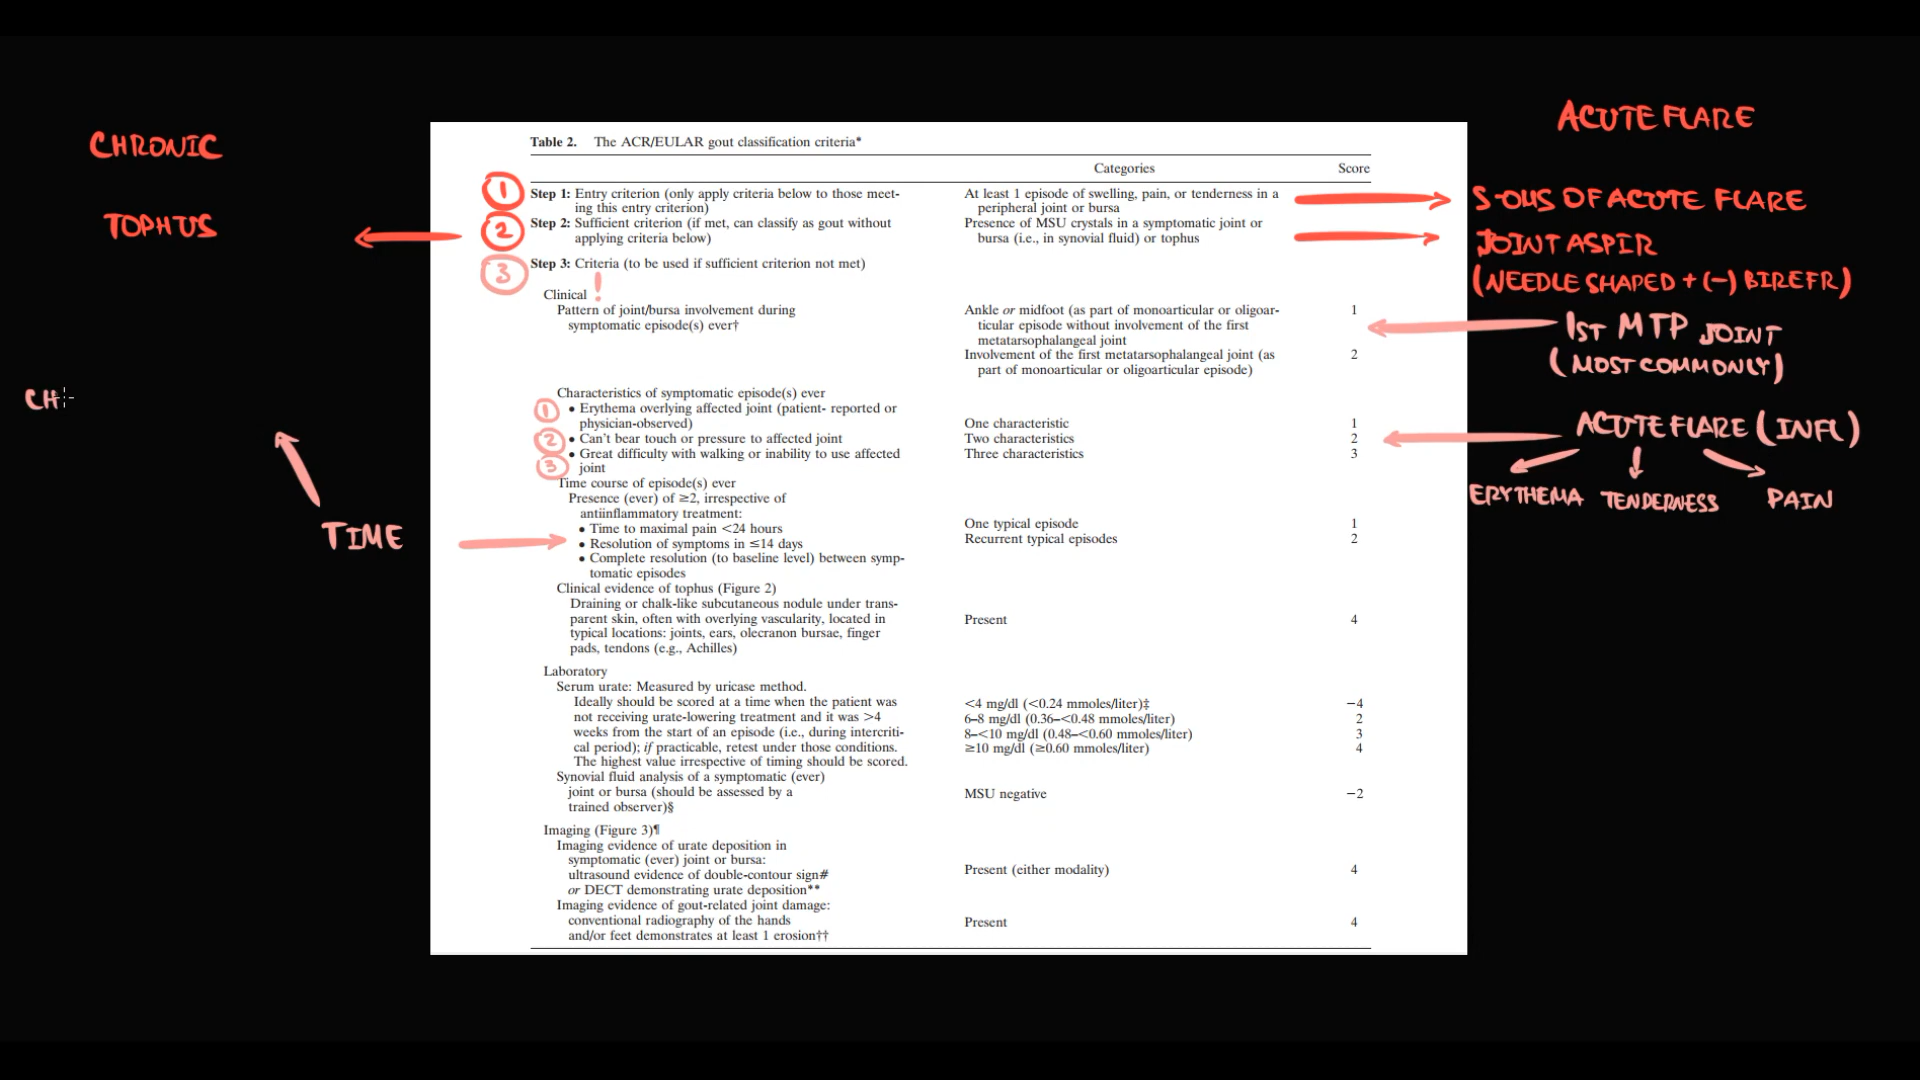 CHRONIC
TOPHUS
CH
TIME
Table 2. The ACR/EULAR gout classification criteria*
Categories Score
1 Step 1: Entry criterion (only apply criteria below to those meet- At least 1 episode of swelling, pain, or tenderness in a
ing this entry criterion) peripheral joint or bursa
2 Step 2: Sufficient criterion (if met, can classify as gout without Presence of MSU crystals in a symptomatic joint or
applying criteria below) bursa (i.e., in synovial fluid) or tophus
3 Step 3: Criteria (to be used if sufficient criterion not met)
Clinical !
Pattern of joint/bursa involvement during Ankle or midfoot (as part of monoarticular or oligoar- 1
symptomatic episode(s) ever† ticular episode without involvement of the first
metatarsophalangeal joint
Involvement of the first metatarsophalangeal joint (as 2
part of monoarticular or oligoarticular episode)
Characteristics of symptomatic episode(s) ever
1 • Erythema overlying affected joint (patient- reported or
physician-observed) One characteristic 1
2 • Can't bear touch or pressure to affected joint Two characteristics 2
3 • Great difficulty with walking or inability to use affected Three characteristics 3
joint
Time course of episode(s) ever
Presence (ever) of ≥2, irrespective of
antiinflammatory treatment:
• Time to maximal pain <24 hours One typical episode 1
• Resolution of symptoms in ≤14 days Recurrent typical episodes 2
• Complete resolution (to baseline level) between symp-
tomatic episodes
Clinical evidence of tophus (Figure 2)
Draining or chalk-like subcutaneous nodule under trans-
parent skin, often with overlying vascularity, located in Present 4
typical locations: joints, ears, olecranon bursae, finger
pads, tendons (e.g., Achilles)
Laboratory
Serum urate: Measured by uricase method.
Ideally should be scored at a time when the patient was <4 mg/dl (<0.24 mmoles/liter)‡ −4
not receiving urate-lowering treatment and it was >4 6–8 mg/dl (0.36–<0.48 mmoles/liter) 2
weeks from the start of an episode (i.e., during intercriti- 8–<10 mg/dl (0.48–<0.60 mmoles/liter) 3
cal period); if practicable, retest under those conditions. ≥10 mg/dl (≥0.60 mmoles/liter) 4
The highest value irrespective of timing should be scored.
Synovial fluid analysis of a symptomatic (ever)
joint or bursa (should be assessed by a MSU negative −2
trained observer)§
Imaging (Figure 3)¶
Imaging evidence of urate deposition in
symptomatic (ever) joint or bursa:
ultrasound evidence of double-contour sign# Present (either modality) 4
or DECT demonstrating urate deposition**
Imaging evidence of gout-related joint damage:
conventional radiography of the hands Present 4
and/or feet demonstrates at least 1 erosion††
ACUTE FLARE
S-OUS OF ACUTE FLARE
JOINT ASPIR
(NEEDLE SHAPED + (-) BIREFR)
1ST MTP JOINT
(MOST COMMONLY)
ACUTE FLARE (INFL)
ERYTHEMA TENDERNESS PAIN